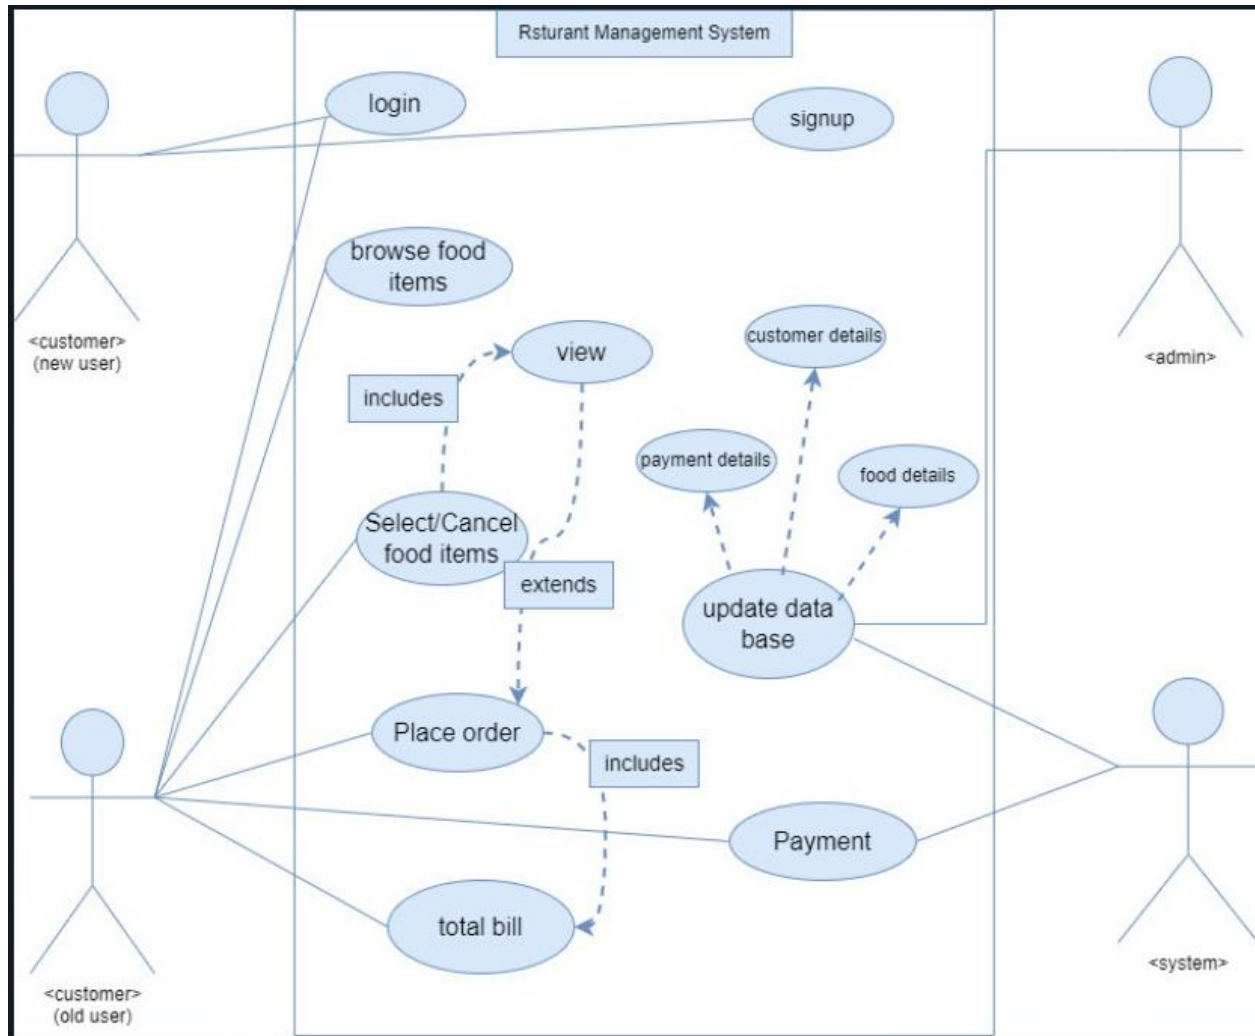 Rsturant Management System
login
signup
browse food
items
<customer>
(new user)
view
customer details
<admin>
includes
payment details
food details
Select/Cancel
food items
extends
update data
base
Place order
includes
Payment
total bill
<system>
<customer>
(old user)